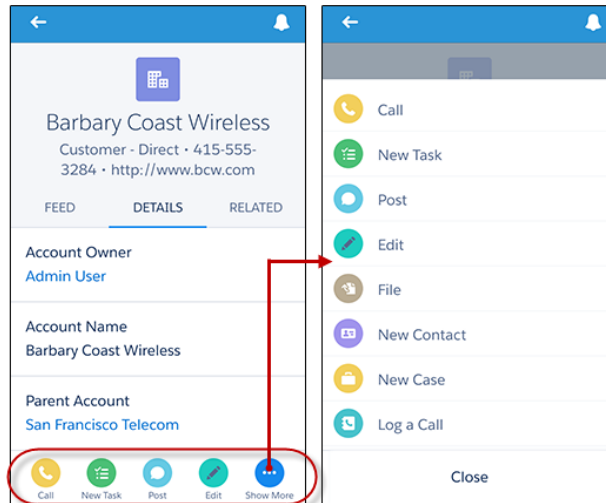 Barbary Coast Wireless
Customer - Direct • 415-555-
3284 • http://www.bcw.com
FEED DETAILS RELATED
Account Owner
Admin User
Account Name
Barbary Coast Wireless
Parent Account
San Francisco Telecom
Call New Task Post Edit Show More
Call
New Task
Post
Edit
File
New Contact
New Case
Log a Call
Close